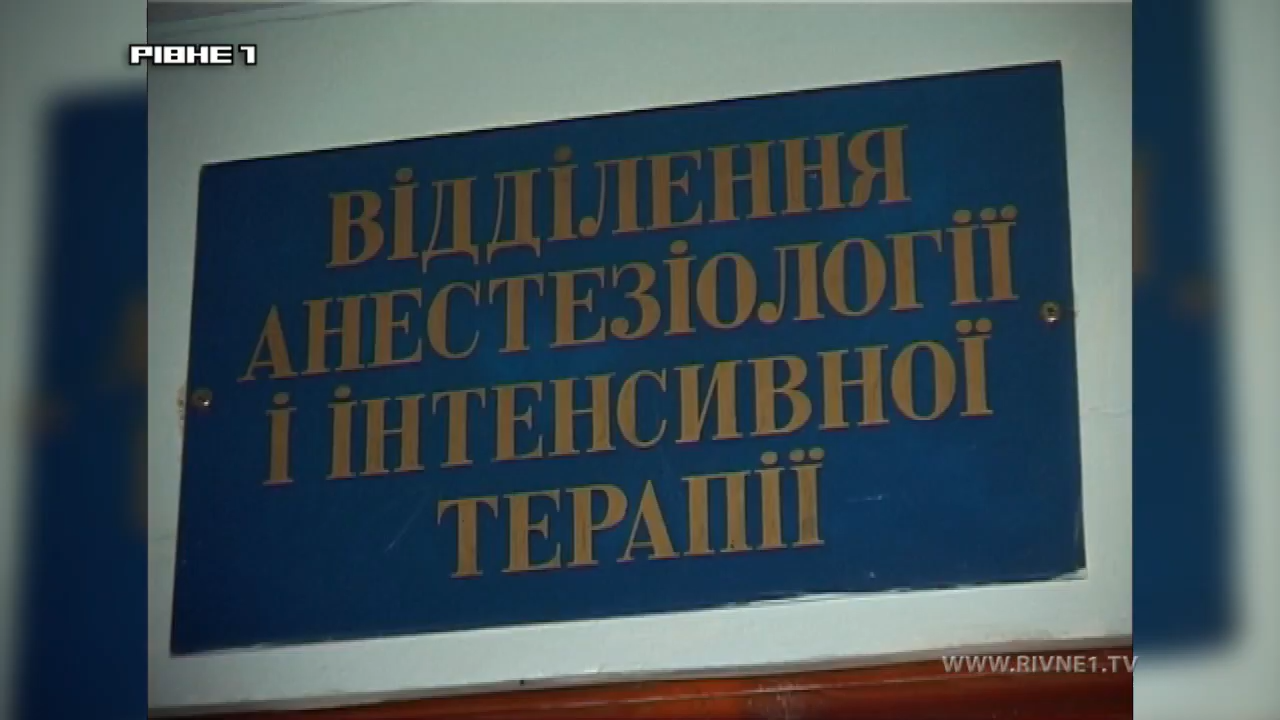 РІВНЕ 1
ВІДДІЛЕННЯ
АНЕСТЕЗІОЛОГІЇ
І ІНТЕНСИВНОЇ
ТЕРАПІЇ
WWW.RIVNE1.TV